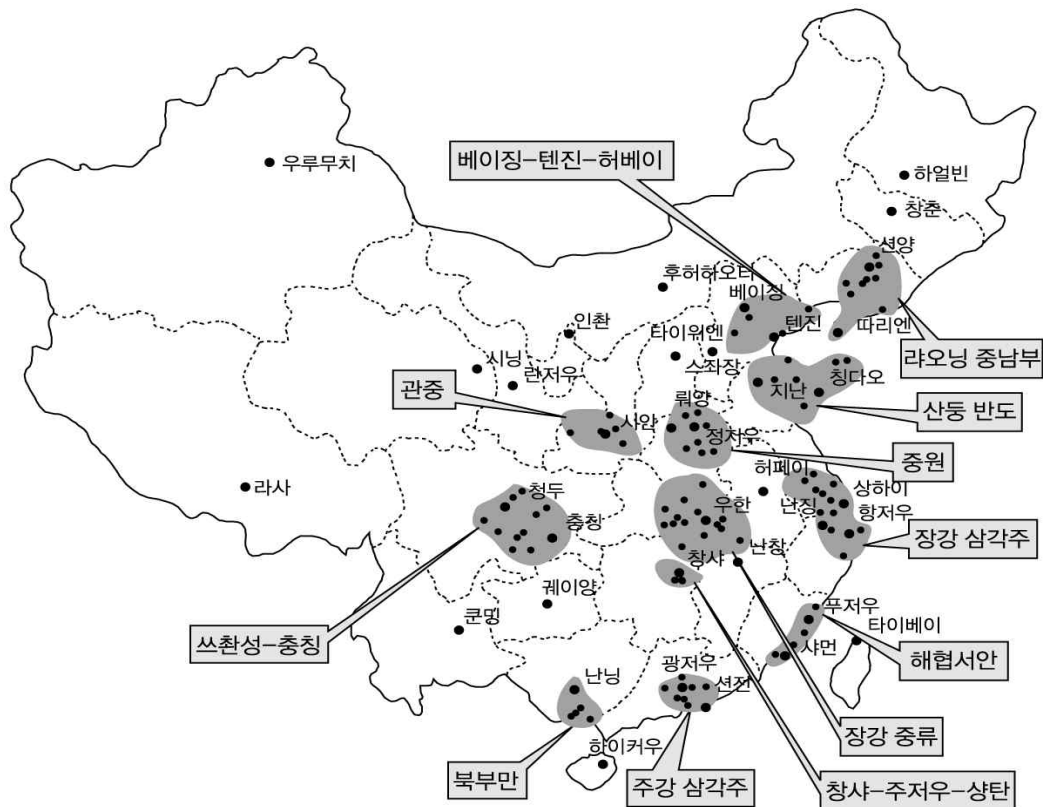 베이징-텐진-허베이
우루무치
하얼빈
창춘
션양
후허하오터
베이징
인촨
타이위엔
텐진
따리엔
스좌장
랴오닝 중남부
시닝
란저우
관중
지난
칭다오
뤄양
산둥 반도
시안
정저우
중원
허페이
라사
청두
상하이
난징
우한
항저우
충칭
난창
장강 삼각주
창샤
궤이양
쿤밍
푸저우
타이베이
쓰촨성-충칭
샤먼
해협서안
난닝
광저우
션전
장강 중류
하이커우
북부만
주강 삼각주
창샤-주저우-샹탄